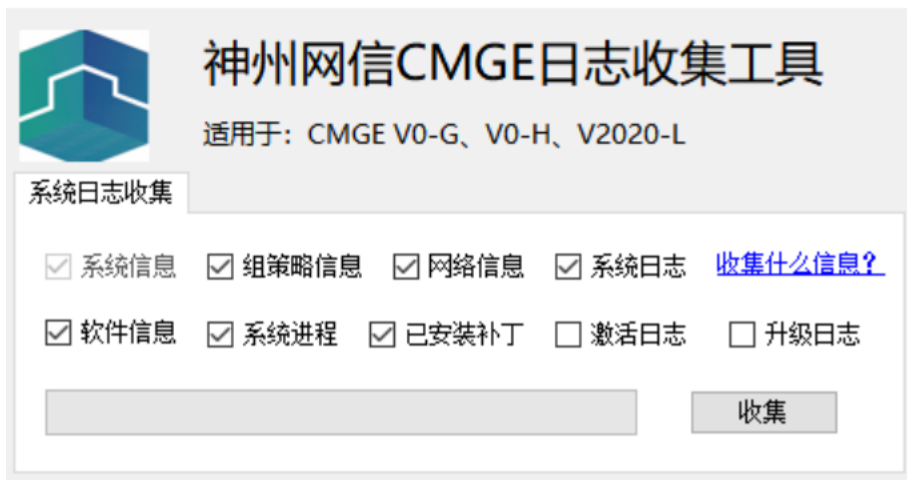 神州网信CMGE日志收集工具
适用于：CMGE V0-G、V0-H、V2020-L
系统日志收集
系统信息 组策略信息 网络信息 系统日志 收集什么信息？
软件信息 系统进程 已安装补丁 激活日志 升级日志
收集